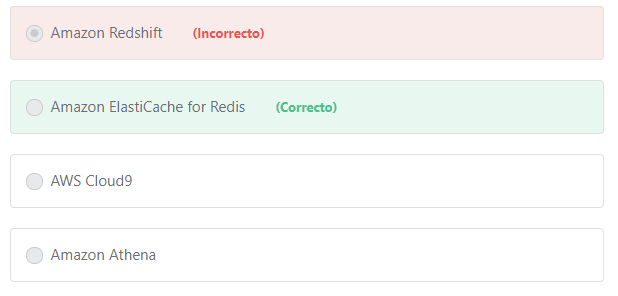 Amazon Redshift (Incorrecto)
Amazon ElastiCache for Redis (Correcto)
AWS Cloud9
Amazon Athena